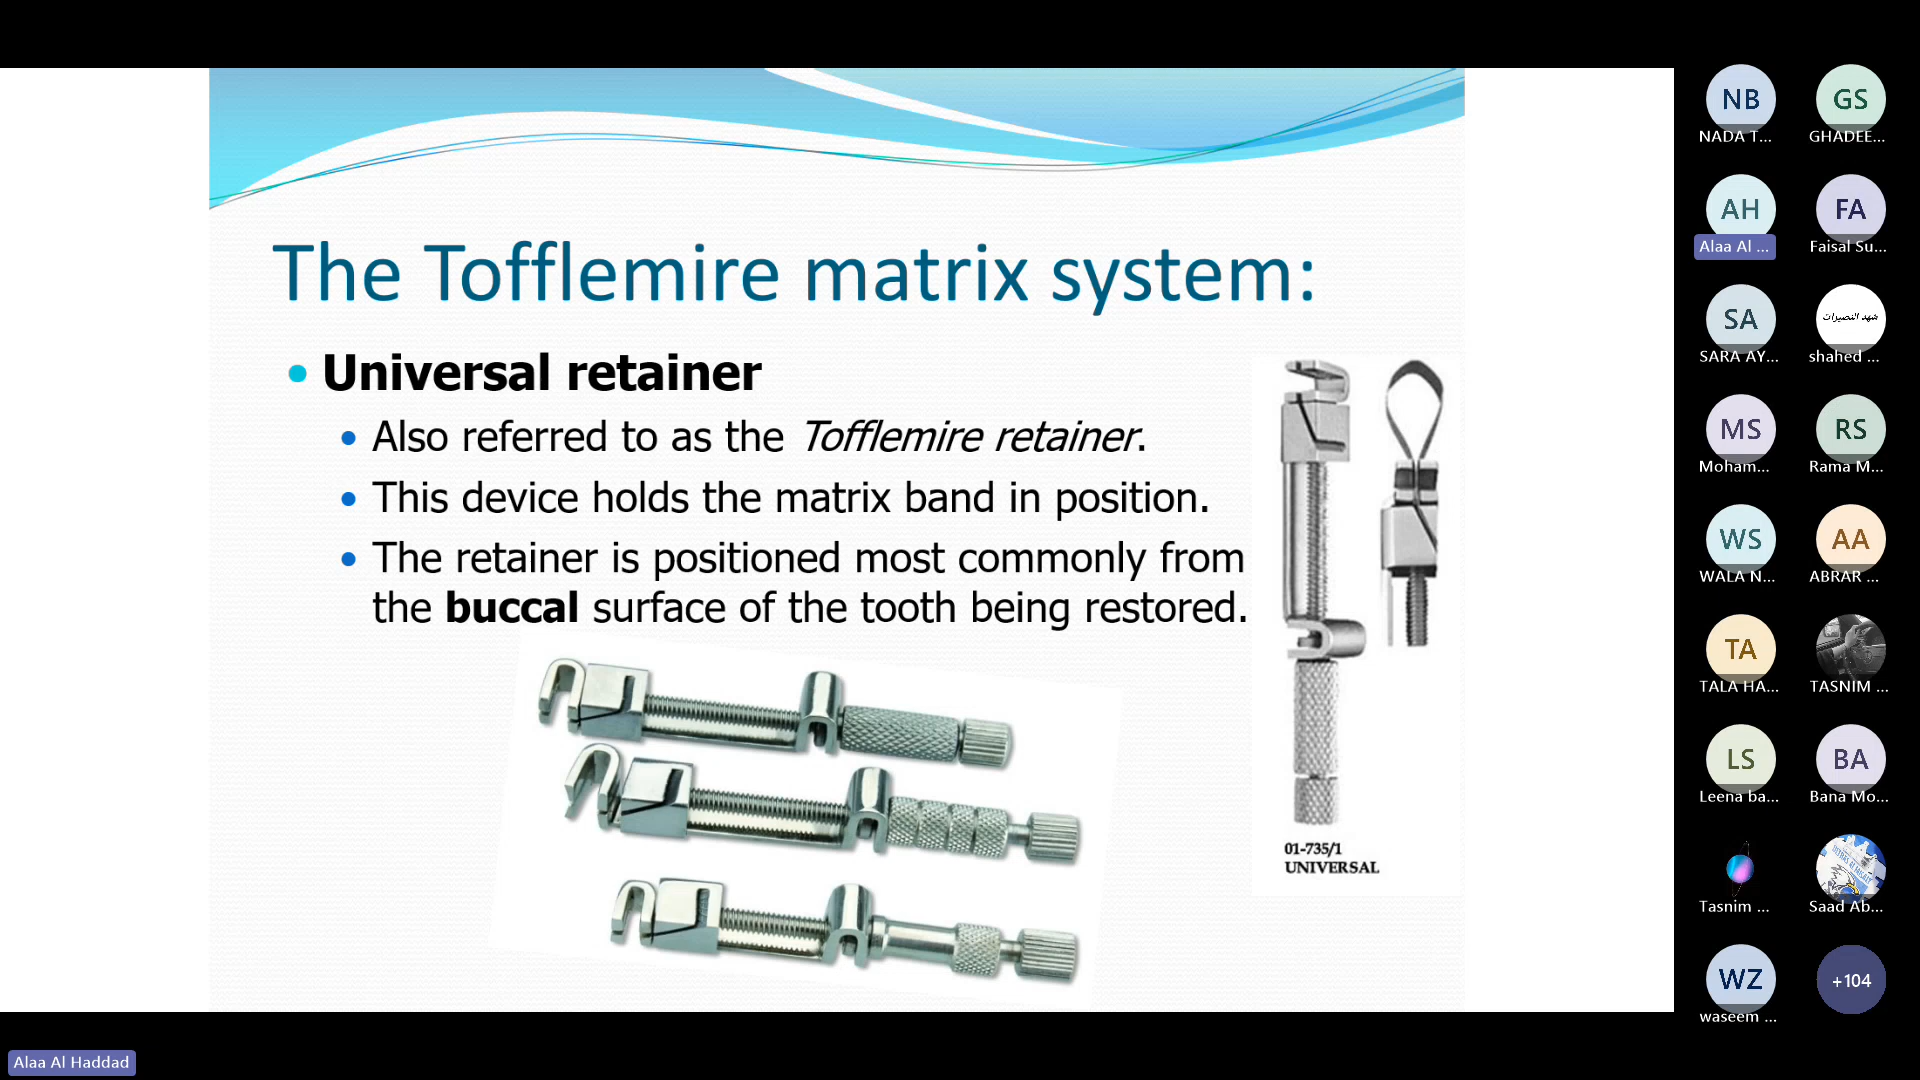 The Tofflemire matrix system:
Universal retainer
Also referred to as the Tofflemire retainer.
This device holds the matrix band in position.
The retainer is positioned most commonly from
the buccal surface of the tooth being restored.
01-735/1
UNIVERSAL
NB
NADA T...
GS
GHADEE...
AH
Alaa Al ...
FA
Faisal Su...
SA
SARA AY...
شهد النصيرات
shahed ...
MS
Moham...
RS
Rama M...
WS
WALA N...
AA
ABRAR ...
TA
TALA HA...
TASNIM ...
LS
Leena ba...
BA
Bana Mo...
Tasnim ...
Saad Ab...
WZ
waseem ...
+104
Alaa Al Haddad